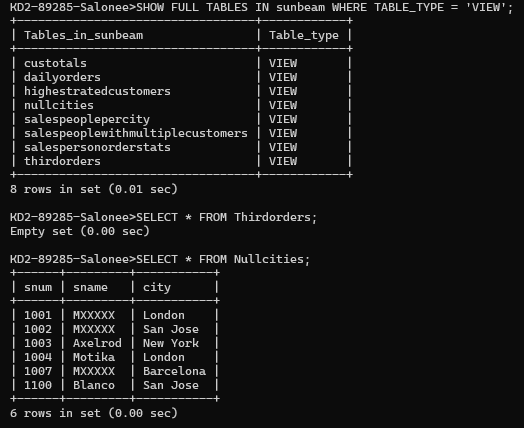 KD2-89285-Salonee>SHOW FULL TABLES IN sunbeam WHERE TABLE_TYPE = 'VIEW';
+----------------------------------+------------+
| Tables_in_sunbeam                | Table_type |
+----------------------------------+------------+
| custotals                        | VIEW       |
| dailyorders                      | VIEW       |
| highestratedcustomers            | VIEW       |
| nullcities                       | VIEW       |
| salespeoplepercity               | VIEW       |
| salespeoplewithmultiplecustomers | VIEW       |
| salespersonorderstats            | VIEW       |
| thirdorders                      | VIEW       |
+----------------------------------+------------+
8 rows in set (0.01 sec)
KD2-89285-Salonee>SELECT * FROM Thirdorders;
Empty set (0.00 sec)
KD2-89285-Salonee>SELECT * FROM Nullcities;
+------+---------+-----------+
| snum | sname   | city      |
+------+---------+-----------+
| 1001 | MXXXXX  | London    |
| 1002 | MXXXXX  | San Jose  |
| 1003 | Axelrod | New York  |
| 1004 | Motika  | London    |
| 1007 | MXXXXX  | Barcelona |
| 1100 | Blanco  | San Jose  |
+------+---------+-----------+
6 rows in set (0.00 sec)